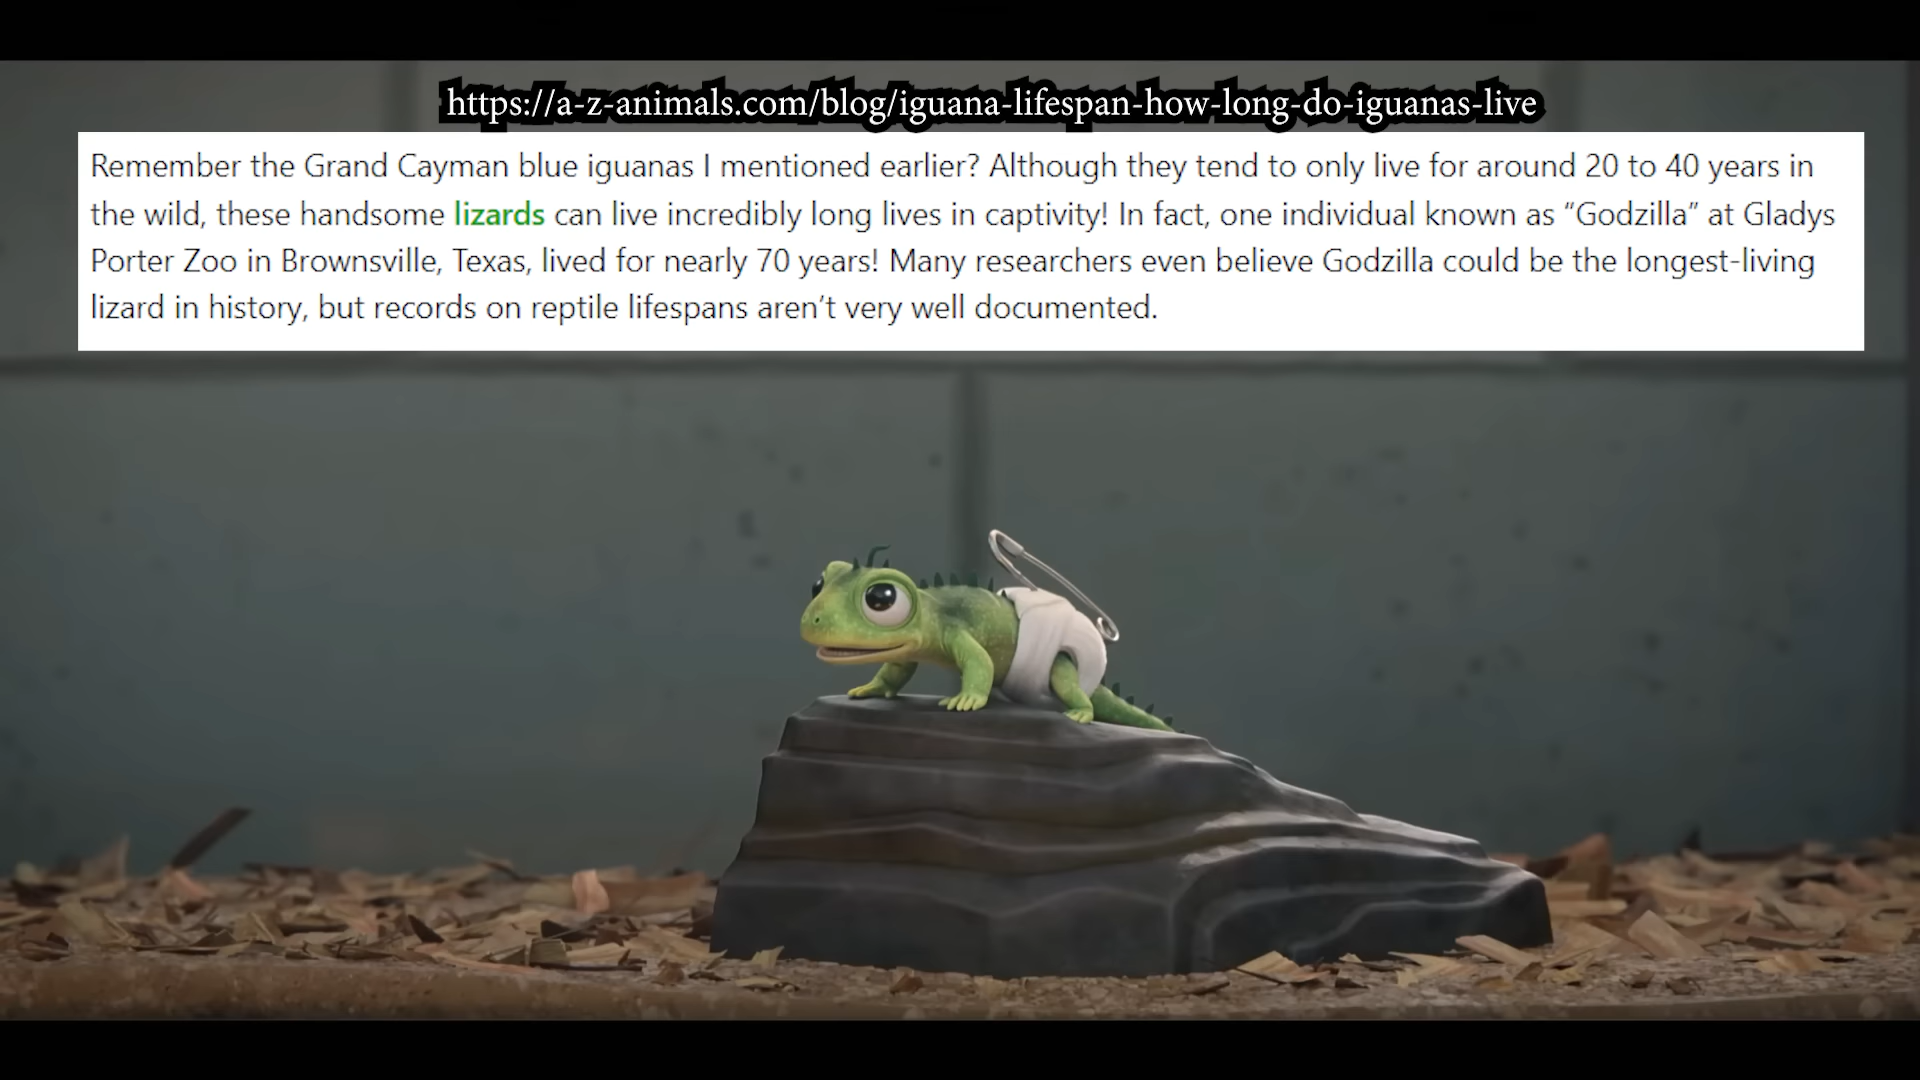 https://a-z-animals.com/blog/iguana-lifespan-how-long-do-iguanas-live
Remember the Grand Cayman blue iguanas I mentioned earlier? Although they tend to only live for around 20 to 40 years in
the wild, these handsome lizards can live incredibly long lives in captivity! In fact, one individual known as “Godzilla” at Gladys
Porter Zoo in Brownsville, Texas, lived for nearly 70 years! Many researchers even believe Godzilla could be the longest-living
lizard in history, but records on reptile lifespans aren’t very well documented.